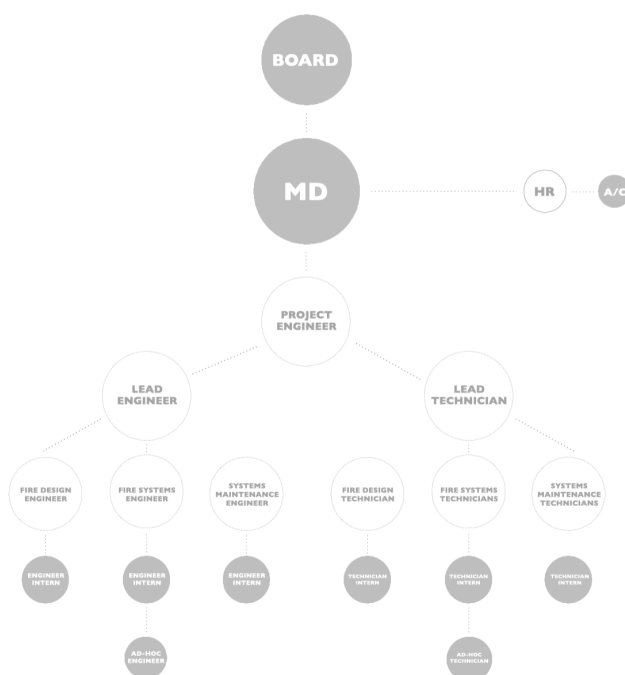 BOARD
MD
HR
A/C
PROJECT
ENGINEER
LEAD
ENGINEER
LEAD
TECHNICIAN
FIRE DESIGN
ENGINEER
FIRE SYSTEMS
ENGINEER
SYSTEMS
MAINTENANCE
ENGINEER
FIRE DESIGN
TECHNICIAN
FIRE SYSTEMS
TECHNICIANS
SYSTEMS
MAINTENANCE
TECHNICIANS
ENGINEER
INTERN
ENGINEER
INTERN
ENGINEER
INTERN
TECHNICIAN
INTERN
TECHNICIAN
INTERN
TECHNICIAN
INTERN
AD-HOC
ENGINEER
AD-HOC
TECHNICIAN